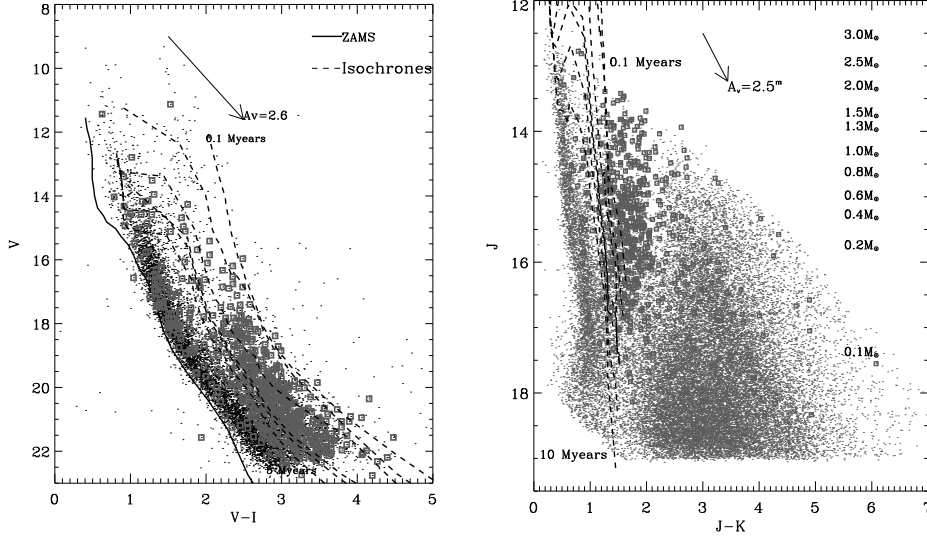 8
10
12
14
16
18
20
22
V
0 1 2 3 4 5
V-I
ZAMS
Isochrones
Av=2.6
0.1 Myears
5 Myears
12
14
16
18
J
0 1 2 3 4 5 6 7
J-K
0.1 Myears
Aᵥ=2.5ᵐ
10 Myears
3.0M⊙
2.5M⊙
2.0M⊙
1.5M⊙
1.3M⊙
1.0M⊙
0.8M⊙
0.6M⊙
0.4M⊙
0.2M⊙
0.1M⊙